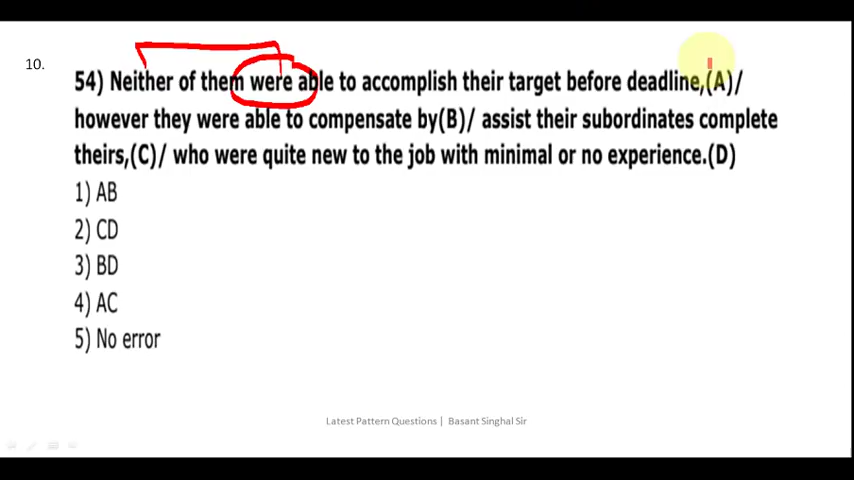 10.
54) Neither of them were able to accomplish their target before deadline,(A)/
however they were able to compensate by(B)/ assist their subordinates complete
theirs,(C)/ who were quite new to the job with minimal or no experience.(D)
1) AB
2) CD
3) BD
4) AC
5) No error
Latest Pattern Questions | Basant Singhal Sir